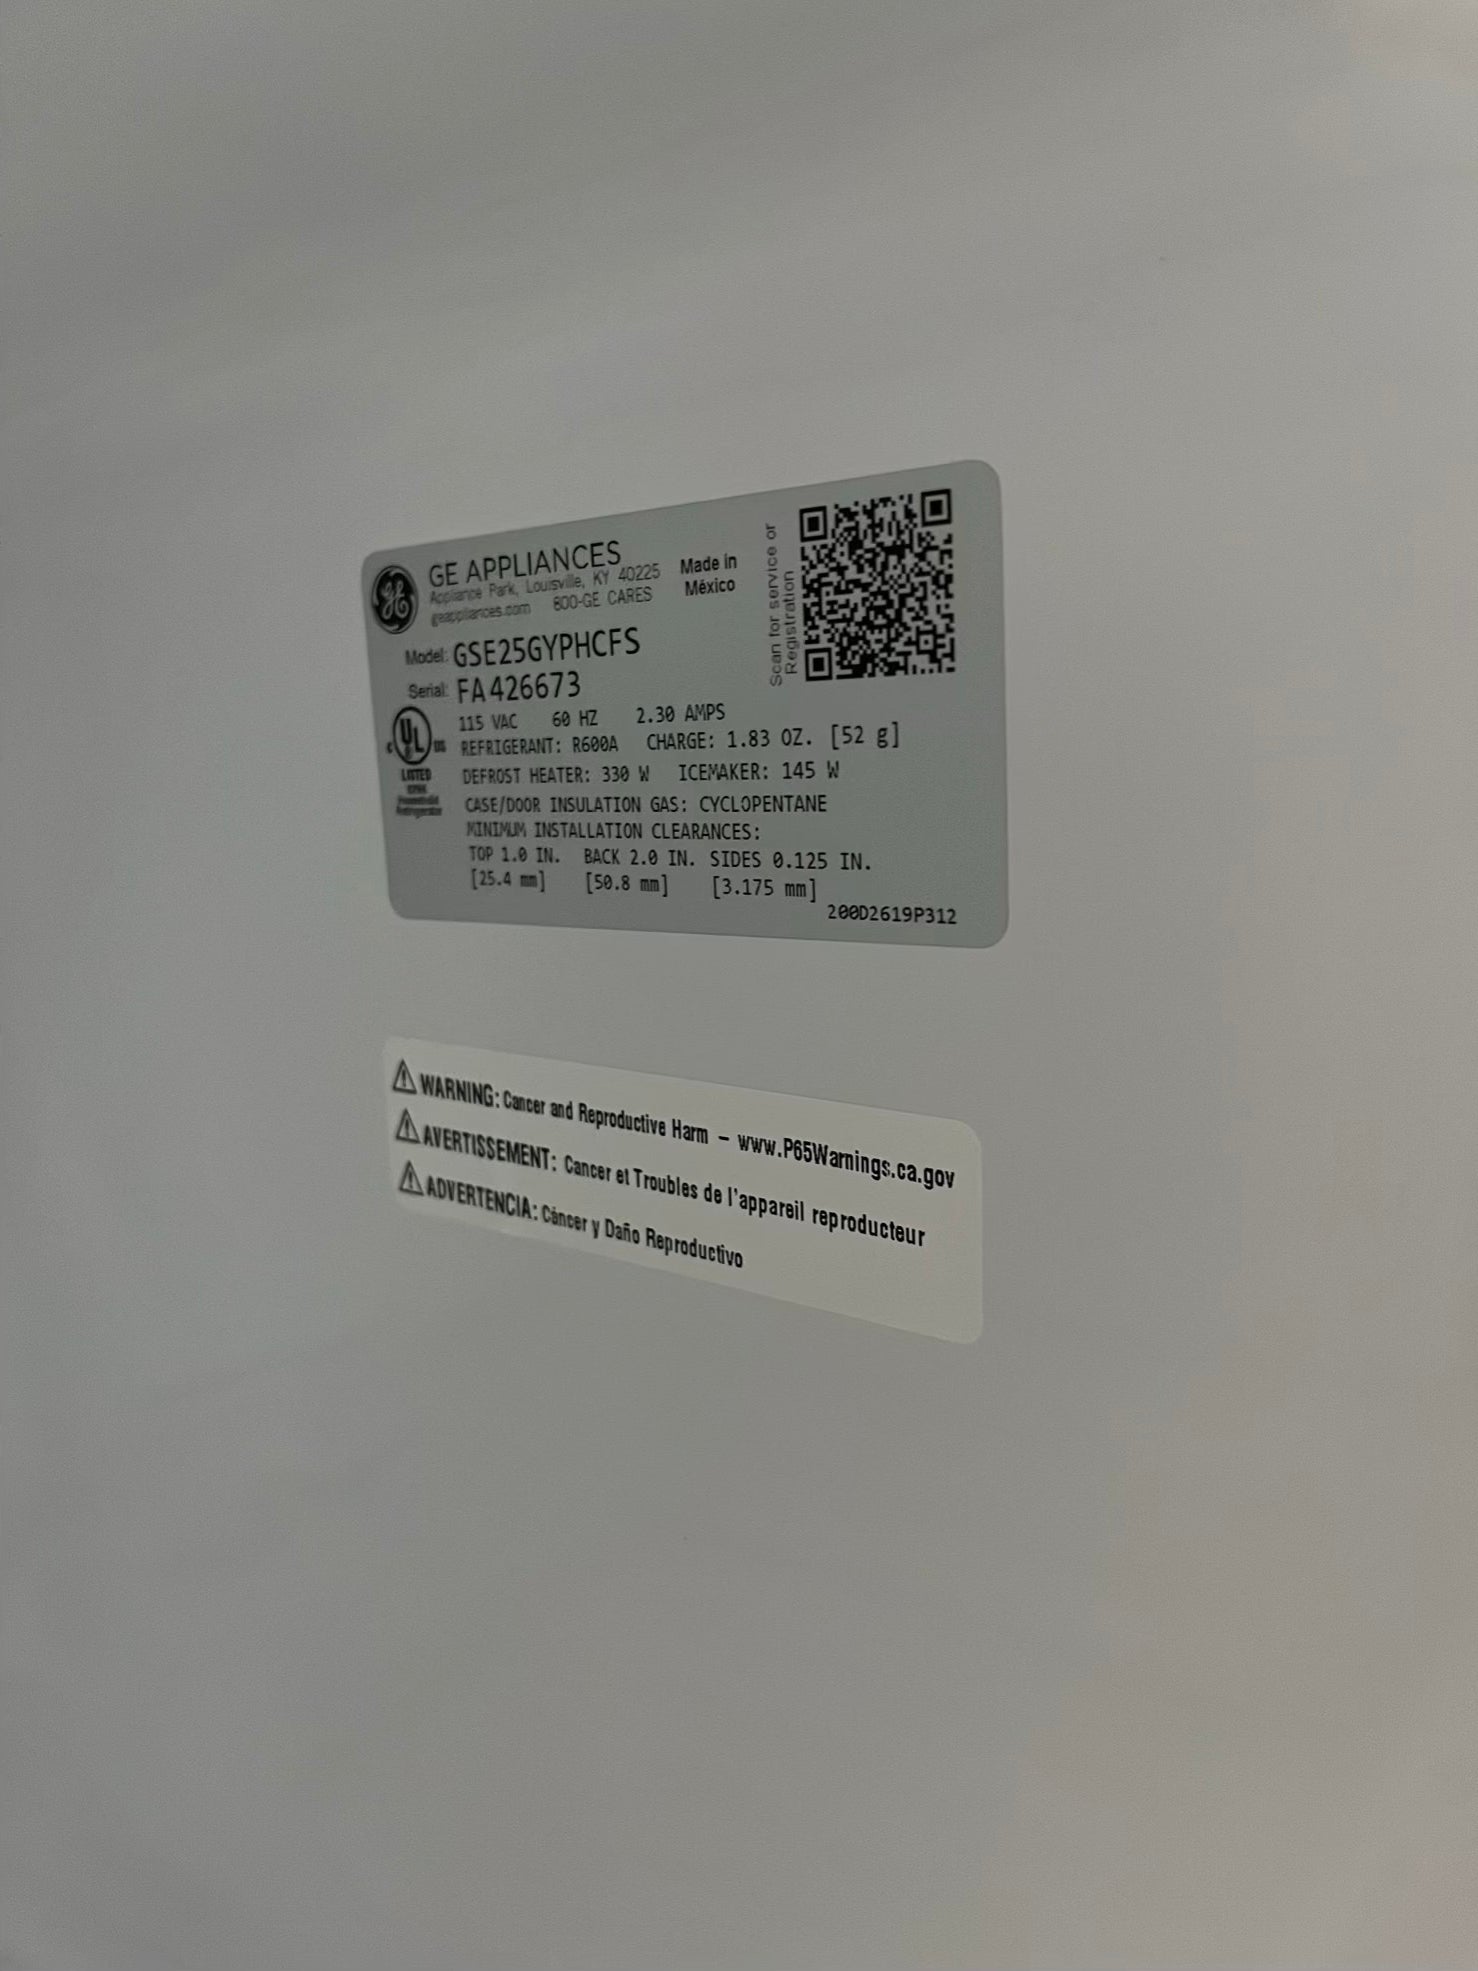 GE APPLIANCES
Appliance Park, Louisville, KY 40225
geappliances.com 800-GE CARES
Made in
México
Scan for service or
Registration
Model: GSE25GYPHCFS
Serial: FA426673
115 VAC 60 HZ 2.30 AMPS
REFRIGERANT: R600A CHARGE: 1.83 OZ. [52 g]
DEFROST HEATER: 330 W ICEMAKER: 145 W
CASE/DOOR INSULATION GAS: CYCLOPENTANE
MINIMUM INSTALLATION CLEARANCES:
TOP 1.0 IN. BACK 2.0 IN. SIDES 0.125 IN.
[25.4 mm] [50.8 mm] [3.175 mm]
200D2619P312
C UL US
LISTED
Household
Refrigerator
⚠ WARNING: Cancer and Reproductive Harm – www.P65Warnings.ca.gov
⚠ AVERTISSEMENT: Cancer et Troubles de l'appareil reproducteur
⚠ ADVERTENCIA: Cáncer y Daño Reproductivo